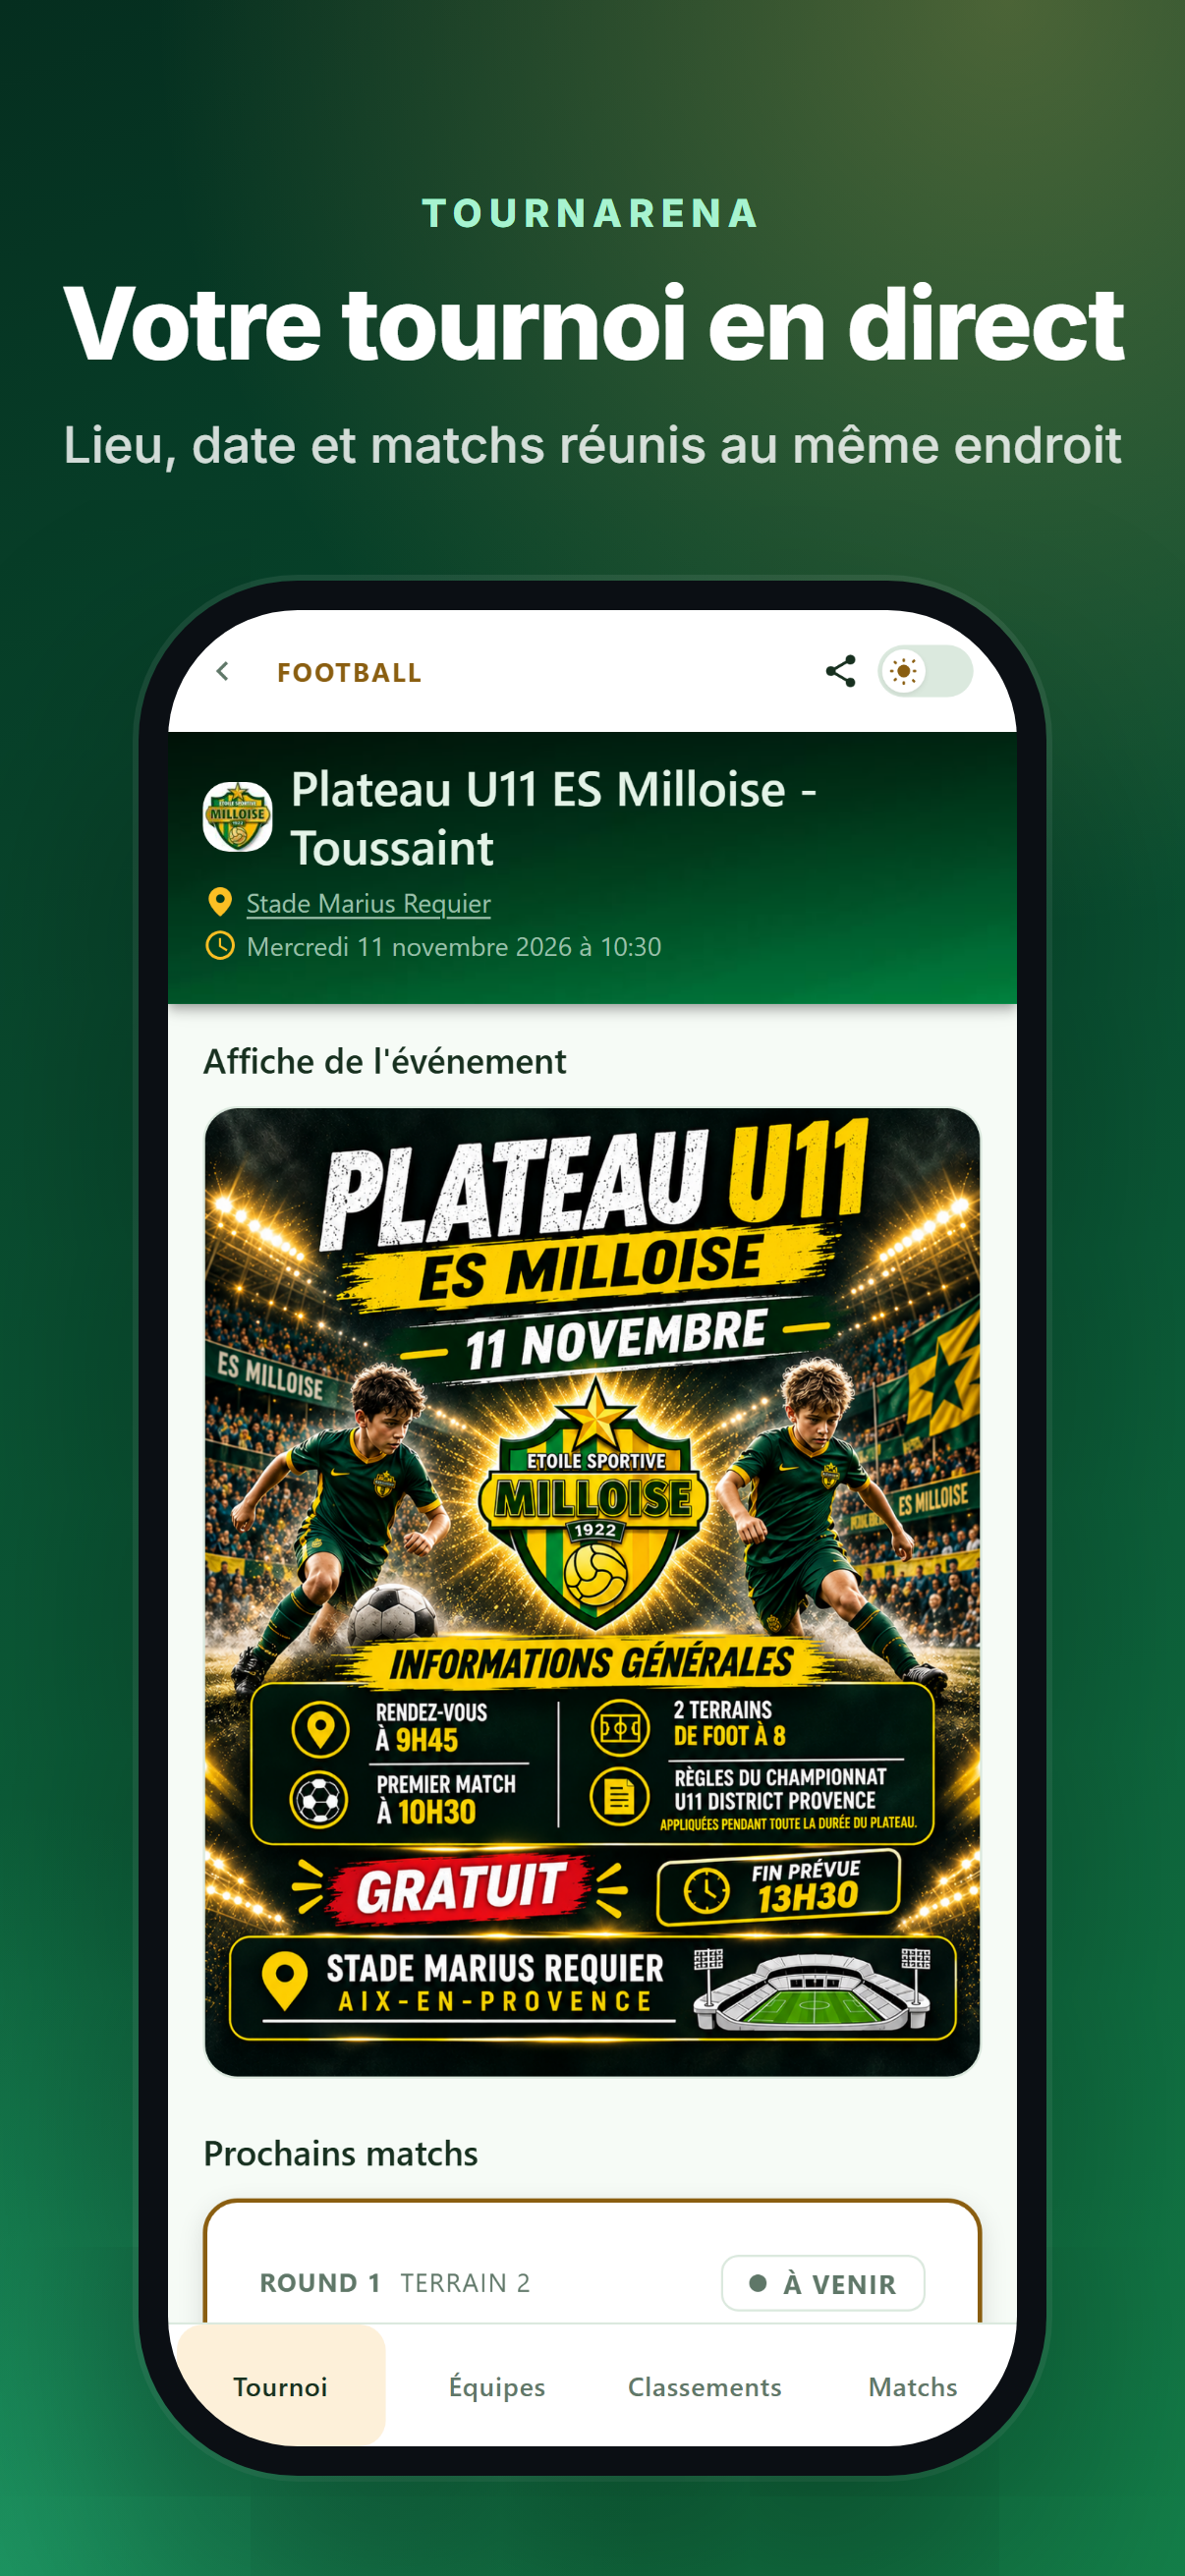 TOURNARENA
Votre tournoi en direct
Lieu, date et matchs réunis au même endroit
FOOTBALL
Plateau U11 ES Milloise -
Toussaint
Stade Marius Requier
Mercredi 11 novembre 2026 à 10:30
Affiche de l'événement
PLATEAU U11
ES MILLOISE
11 NOVEMBRE
ES MILLOISE
ETOILE SPORTIVE
MILLOISE
1922
ES MILLOISE
INFORMATIONS GÉNÉRALES
RENDEZ-VOUS
À 9H45
PREMIER MATCH
À 10H30
2 TERRAINS
DE FOOT À 8
RÈGLES DU CHAMPIONNAT
U11 DISTRICT PROVENCE
APPLIQUÉES PENDANT TOUTE LA DURÉE DU PLATEAU.
GRATUIT
FIN PRÉVUE
13H30
STADE MARIUS REQUIER
AIX-EN-PROVENCE
Prochains matchs
ROUND 1 TERRAIN 2
À VENIR
Tournoi
Équipes
Classements
Matchs